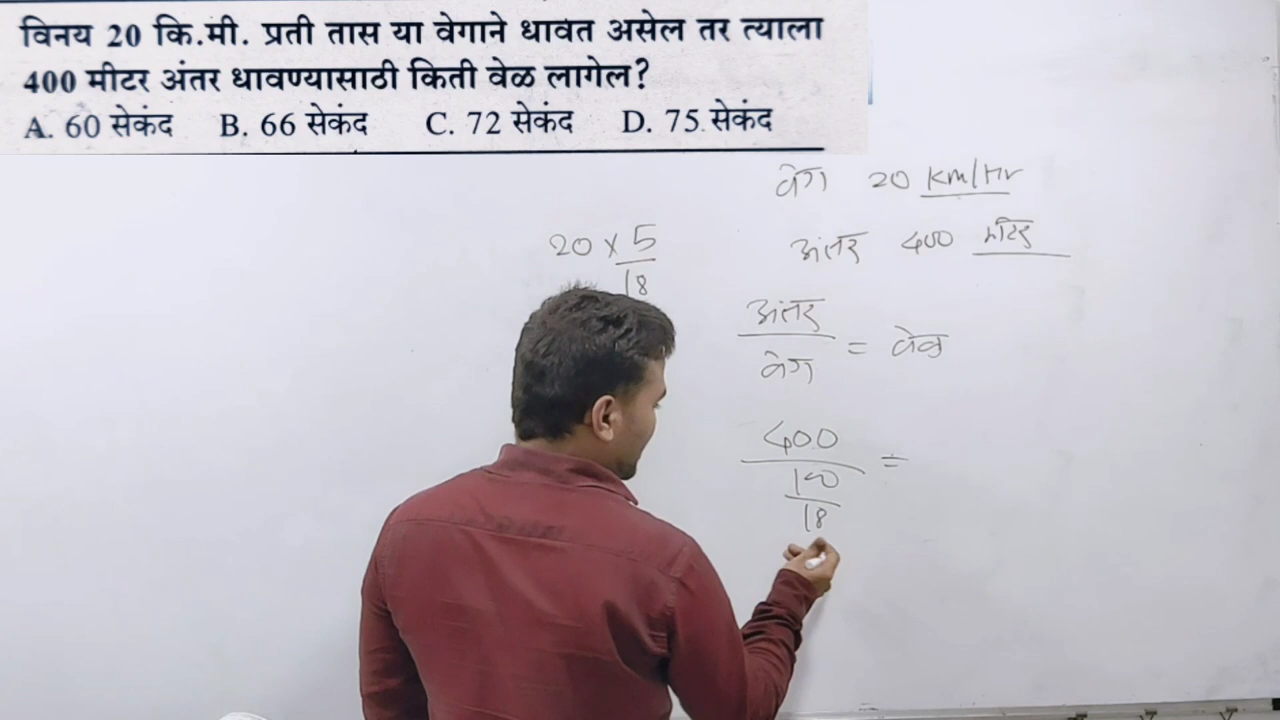 विनय 20 कि.मी. प्रती तास या वेगाने धावत असेल तर त्याला
400 मीटर अंतर धावण्यासाठी किती वेळ लागेल?
A. 60 सेकंद B. 66 सेकंद C. 72 सेकंद D. 75 सेकंद
वेग 20 Km/Hr
अंतर 400 मीटर
20 × 5
18
अंतर
वेग
= वेळ
400
100
18
=